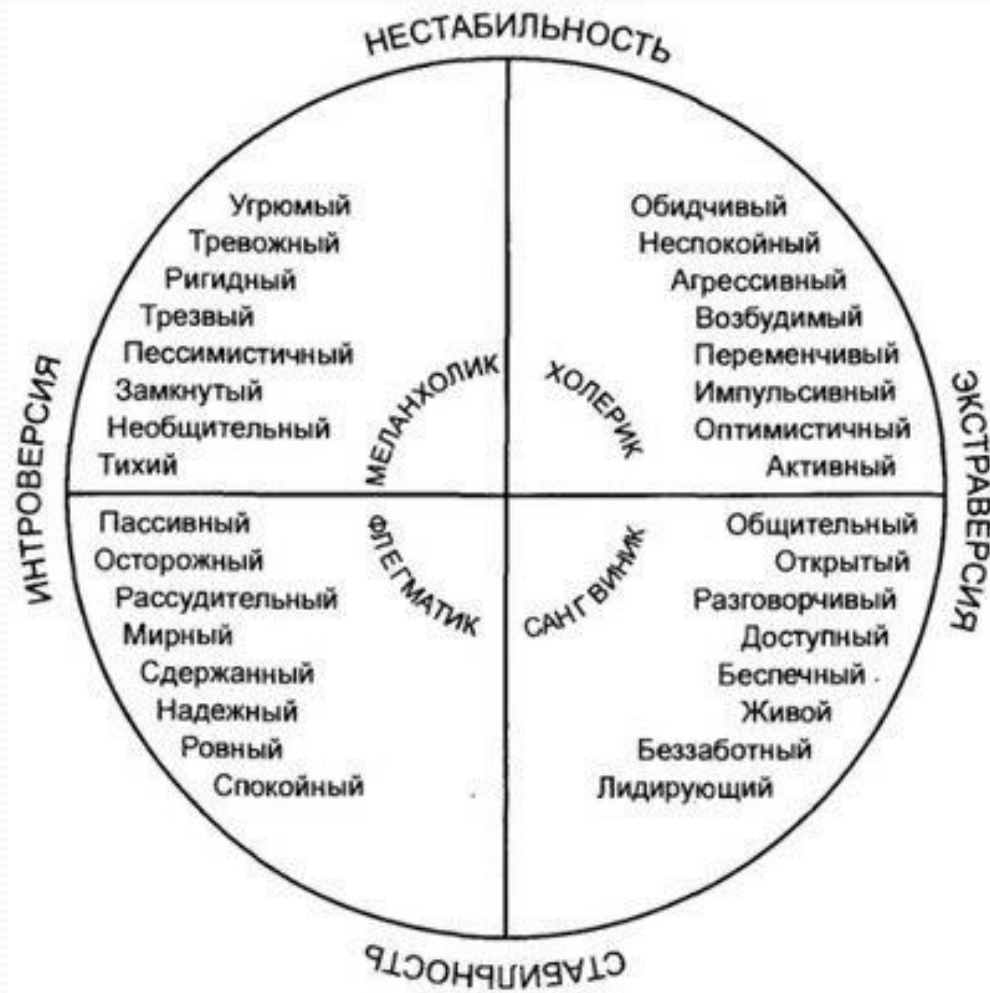 НЕСТАБИЛЬНОСТЬ
Угрюмый
Тревожный
Ригидный
Трезвый
Пессимистичный
Замкнутый
Необщительный
Тихий
МЕЛАНХОЛИК
Обидчивый
Неспокойный
Агрессивный
Возбудимый
Переменчивый
Импульсивный
Оптимистичный
Активный
ХОЛЕРИК
ИНТРОВЕРСИЯ
ЭКСТРАВЕРСИЯ
Пассивный
Осторожный
Рассудительный
Мирный
Сдержанный
Надежный
Ровный
Спокойный
ФЛЕГМАТИК
Общительный
Открытый
Разговорчивый
Доступный
Беспечный
Живой
Беззаботный
Лидирующий
САНГВИНИК
СТАБИЛЬНОСТЬ